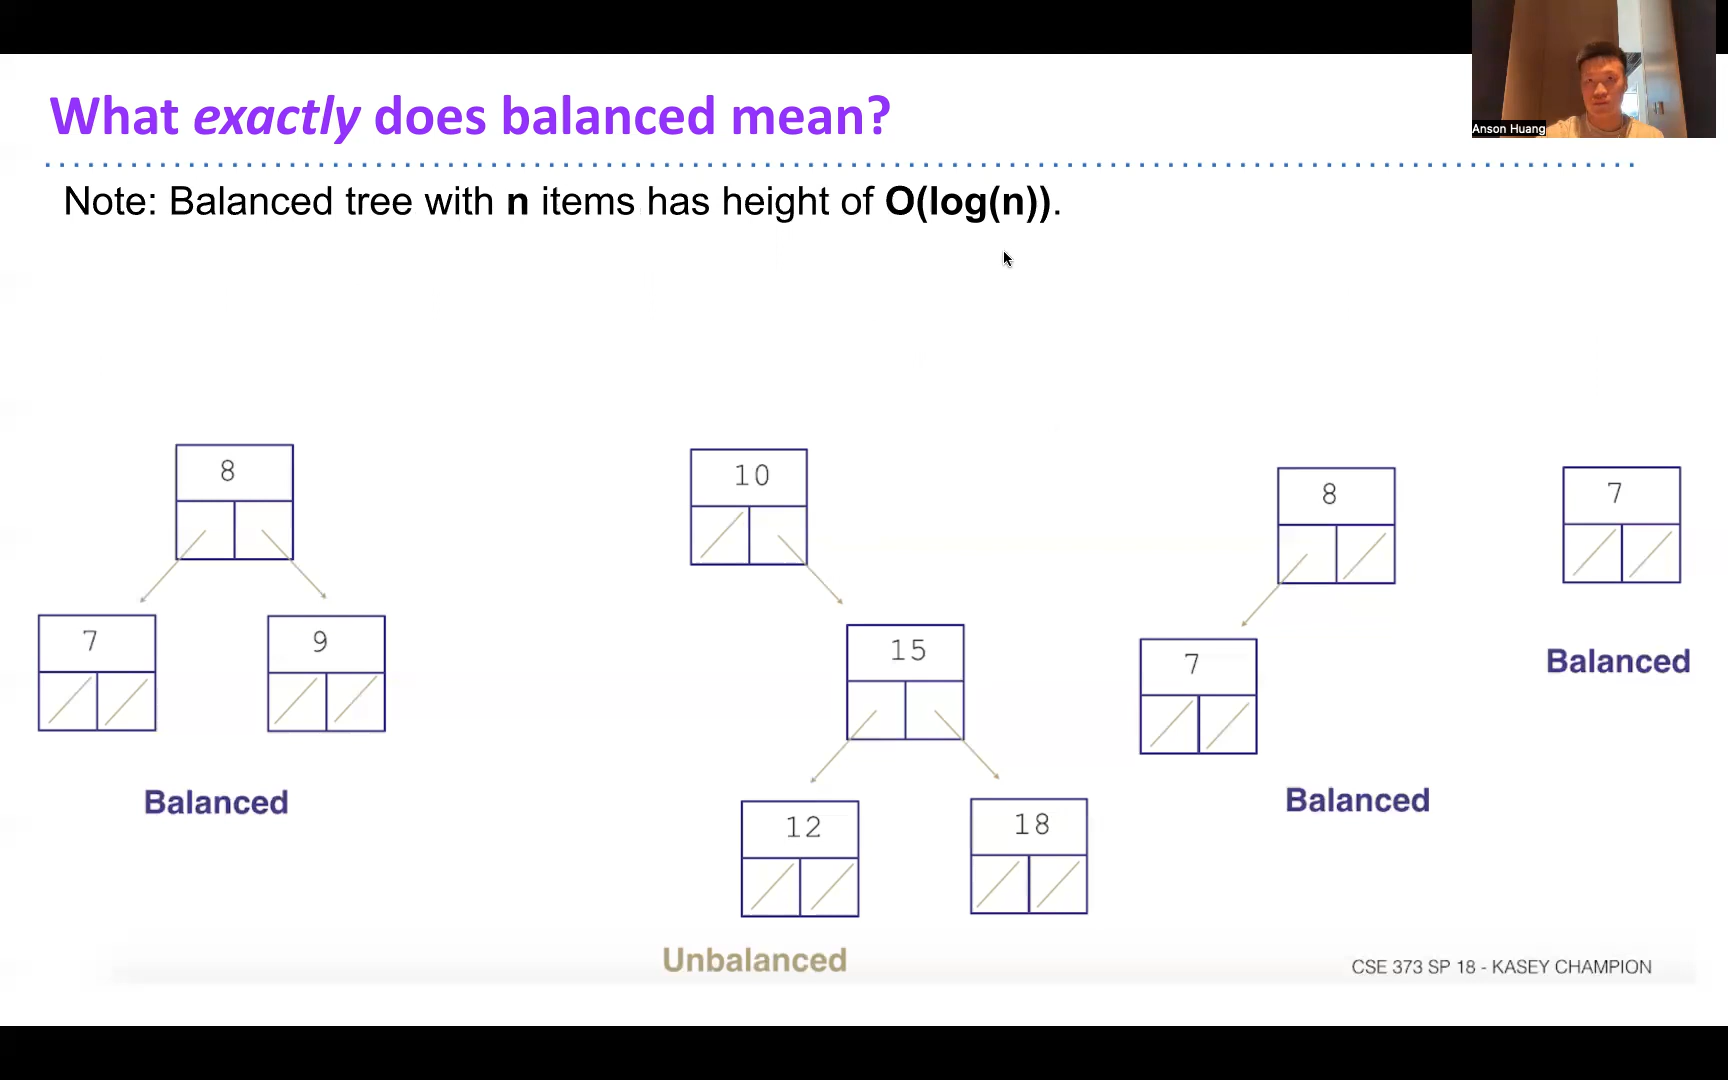 Anson Huang
What exactly does balanced mean?
Note: Balanced tree with n items has height of O(log(n)).
8
7
9
Balanced
10
15
12
18
Unbalanced
8
7
Balanced
7
Balanced
CSE 373 SP 18 - KASEY CHAMPION